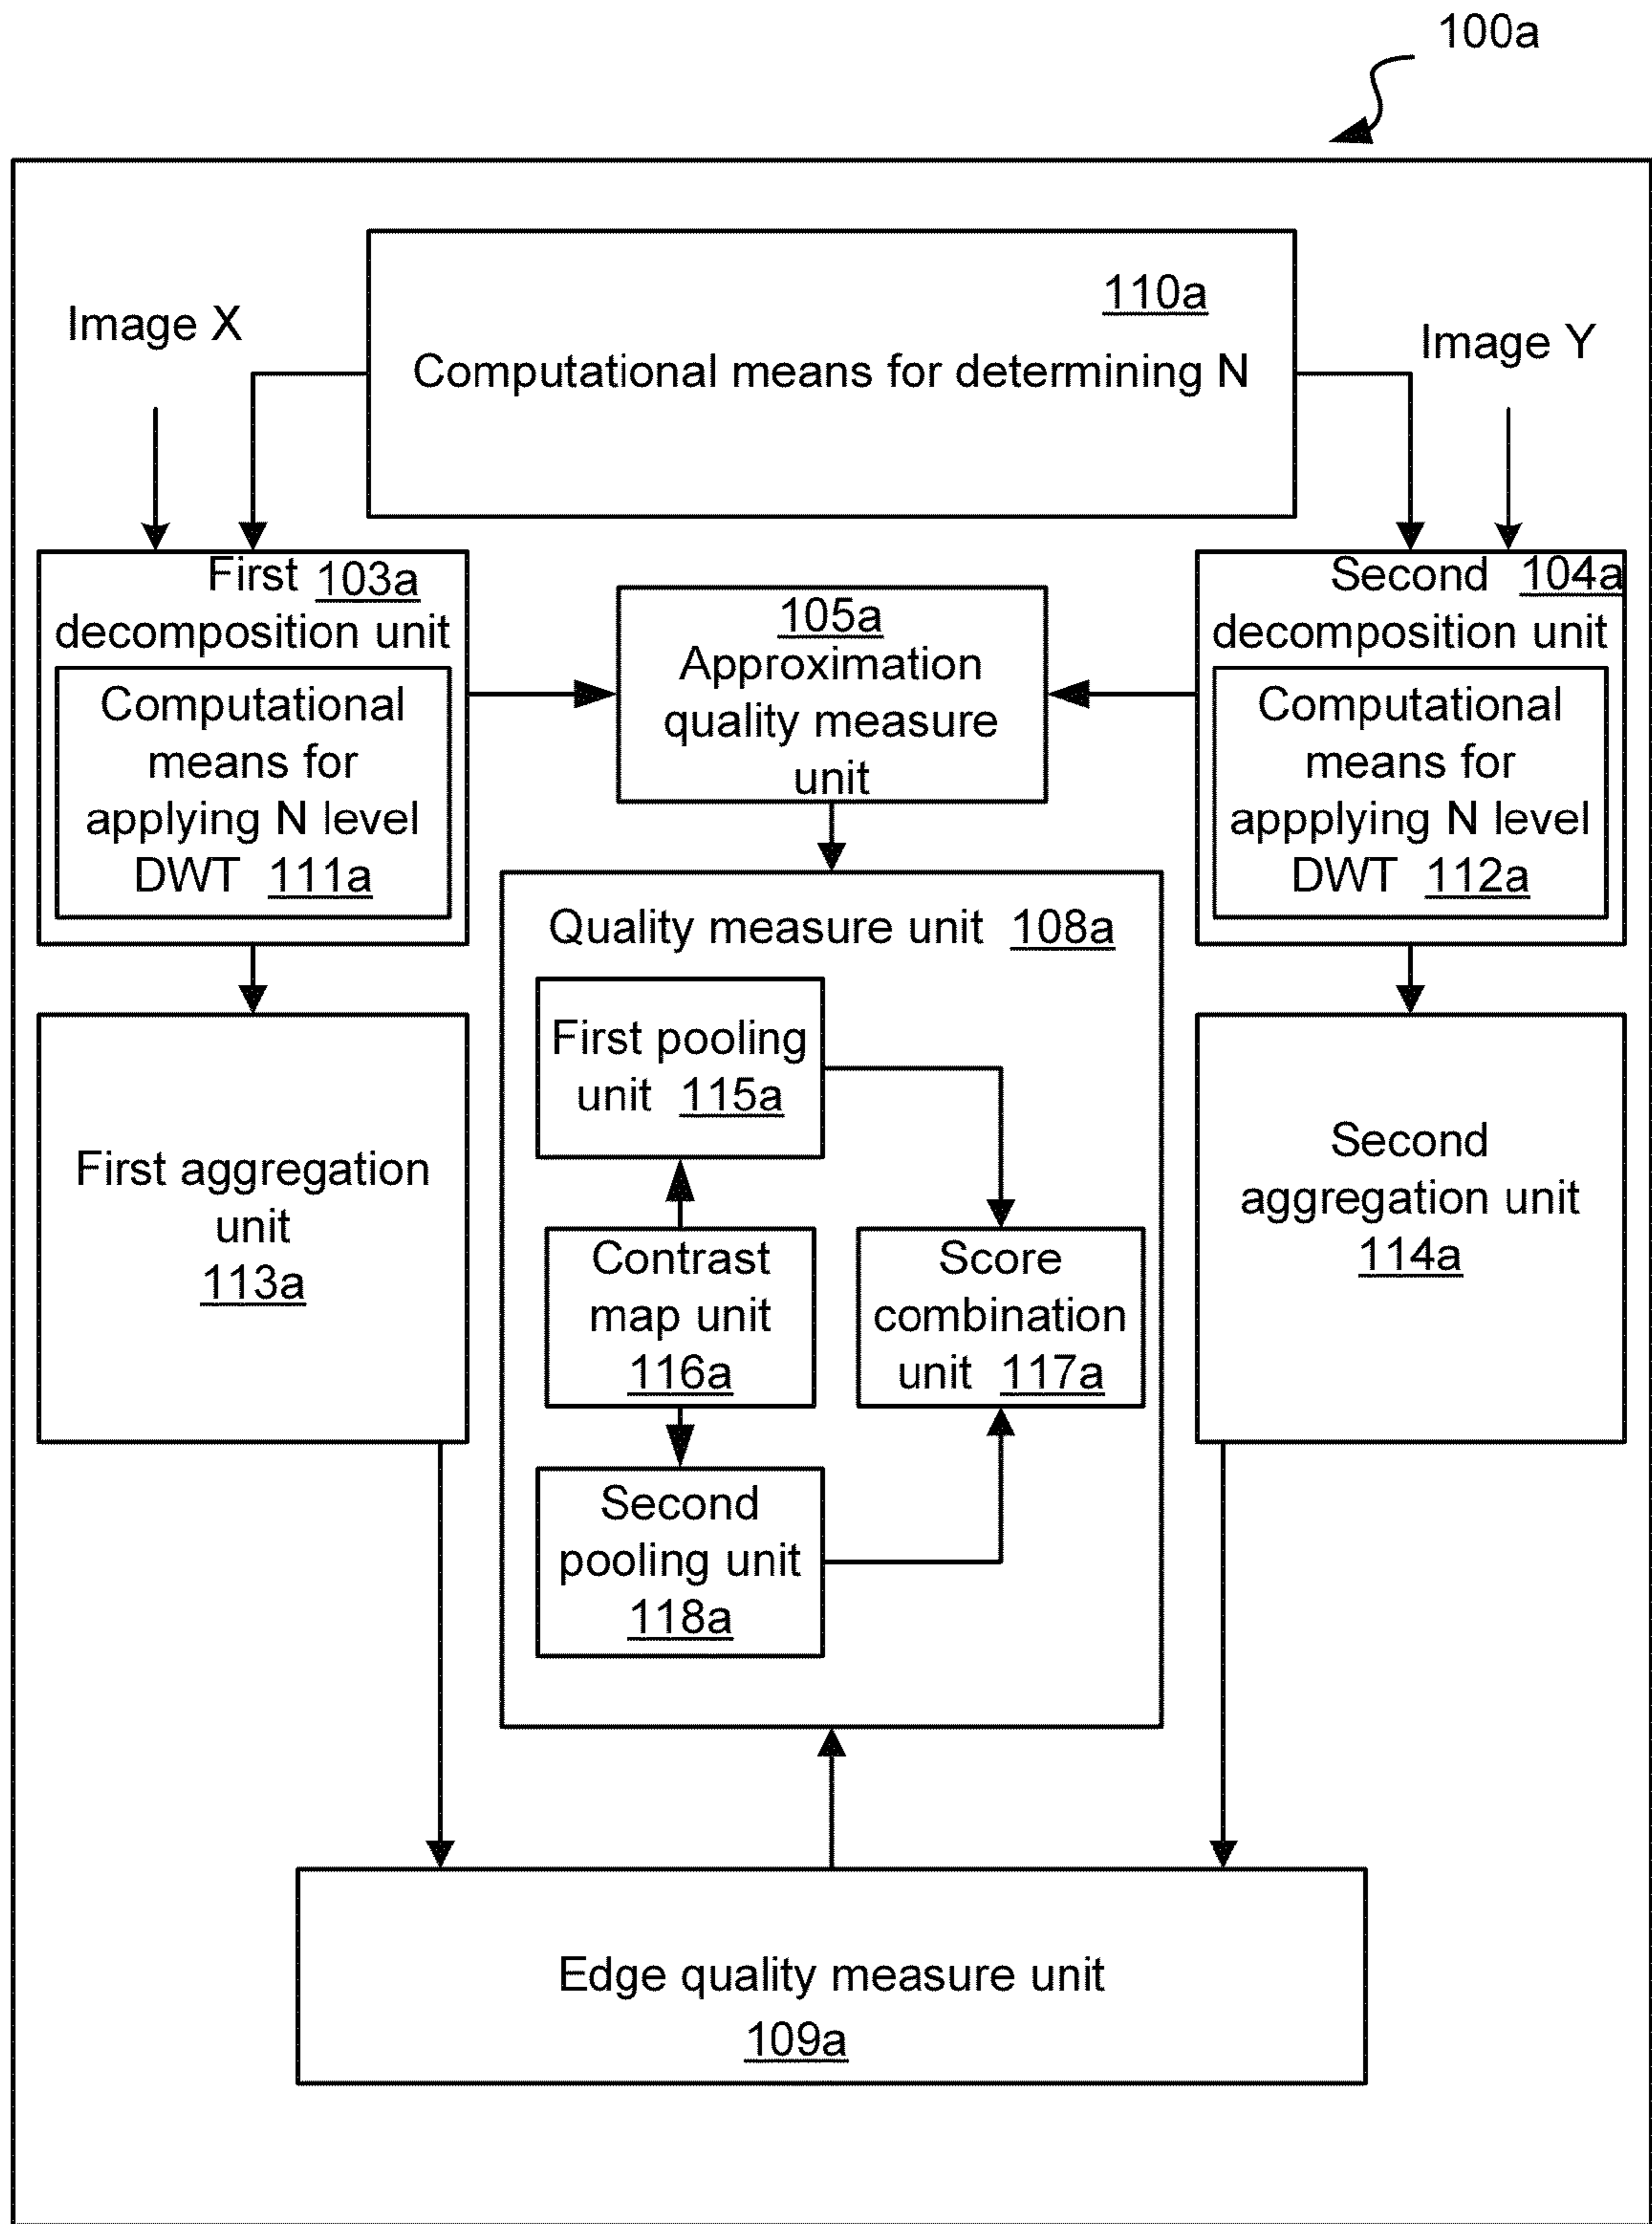 100a
110a
Image X
Image Y
Computational means for determining N
First 103a
decomposition unit
Computational
means for
applying N level
DWT 111a
105a
Approximation
quality measure
unit
Second 104a
decomposition unit
Computational
means for
appplying N level
DWT 112a
Quality measure unit 108a
First pooling
unit 115a
First aggregation
unit
113a
Second
aggregation unit
114a
Contrast
map unit
116a
Score
combination
unit 117a
Second
pooling unit
118a
Edge quality measure unit
109a